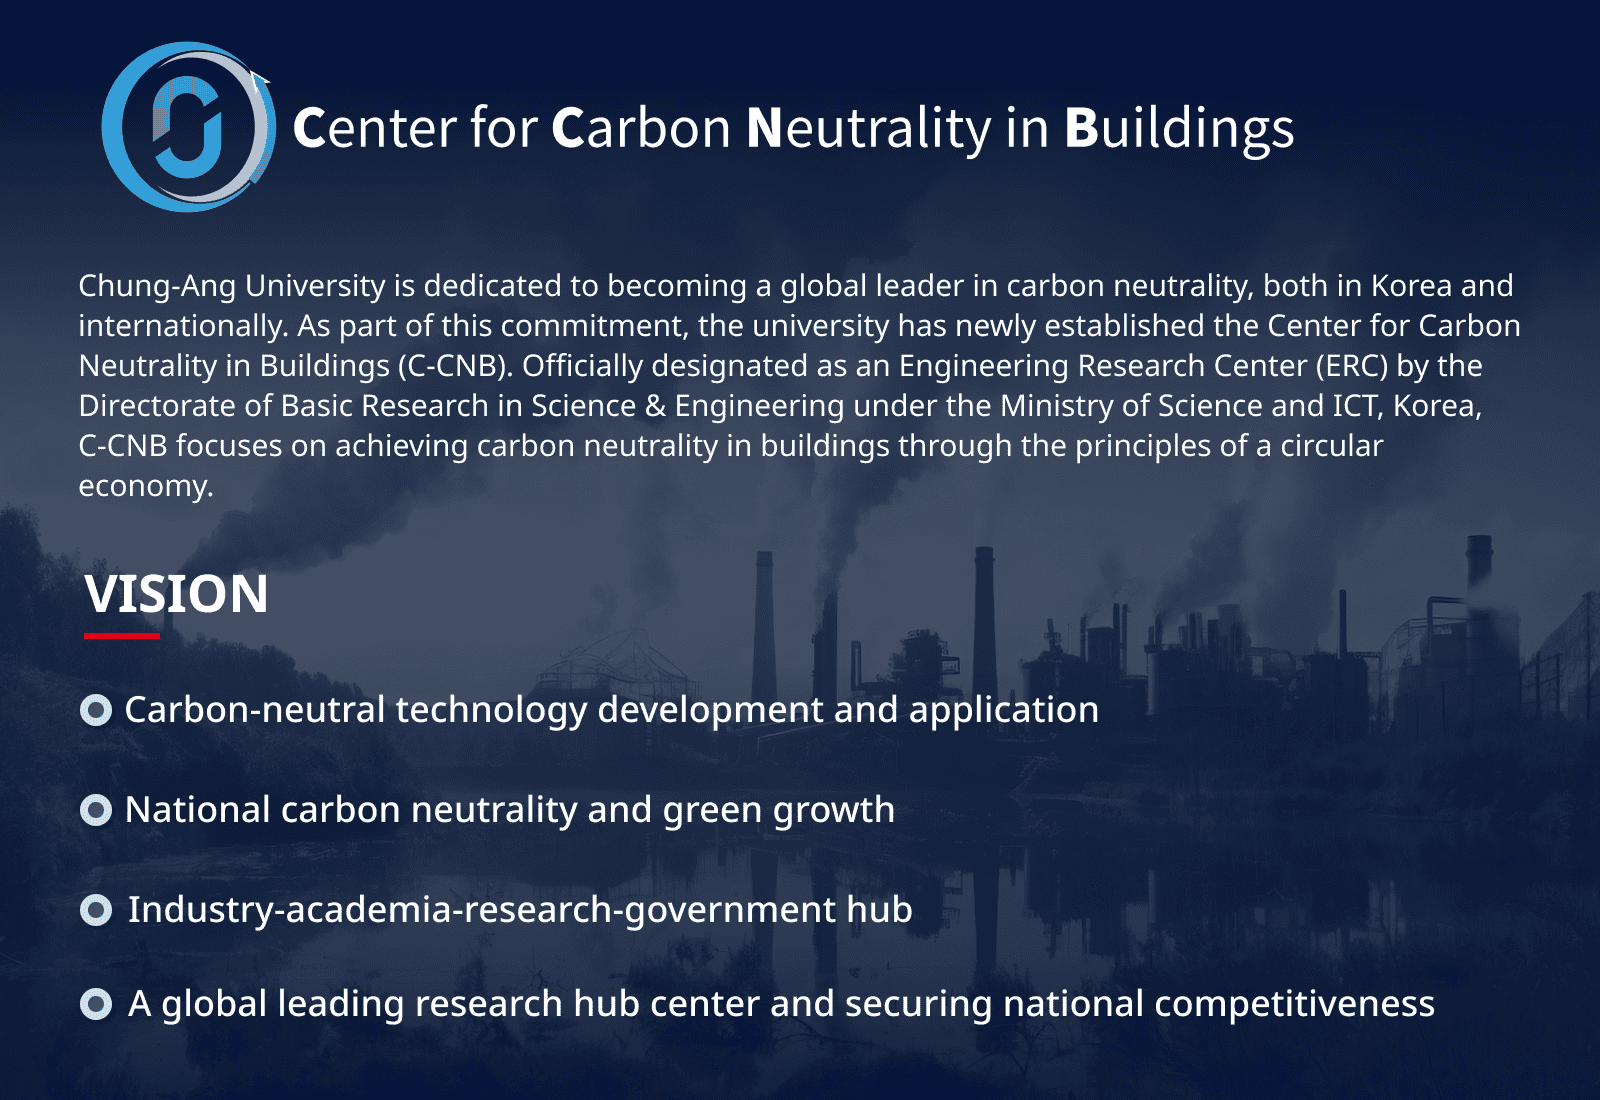 Center for Carbon Neutrality in Buildings
Chung-Ang University is dedicated to becoming a global leader in carbon neutrality, both in Korea and
internationally. As part of this commitment, the university has newly established the Center for Carbon
Neutrality in Buildings (C-CNB). Officially designated as an Engineering Research Center (ERC) by the
Directorate of Basic Research in Science & Engineering under the Ministry of Science and ICT, Korea,
C-CNB focuses on achieving carbon neutrality in buildings through the principles of a circular
economy.
VISION
Carbon-neutral technology development and application
National carbon neutrality and green growth
Industry-academia-research-government hub
A global leading research hub center and securing national competitiveness